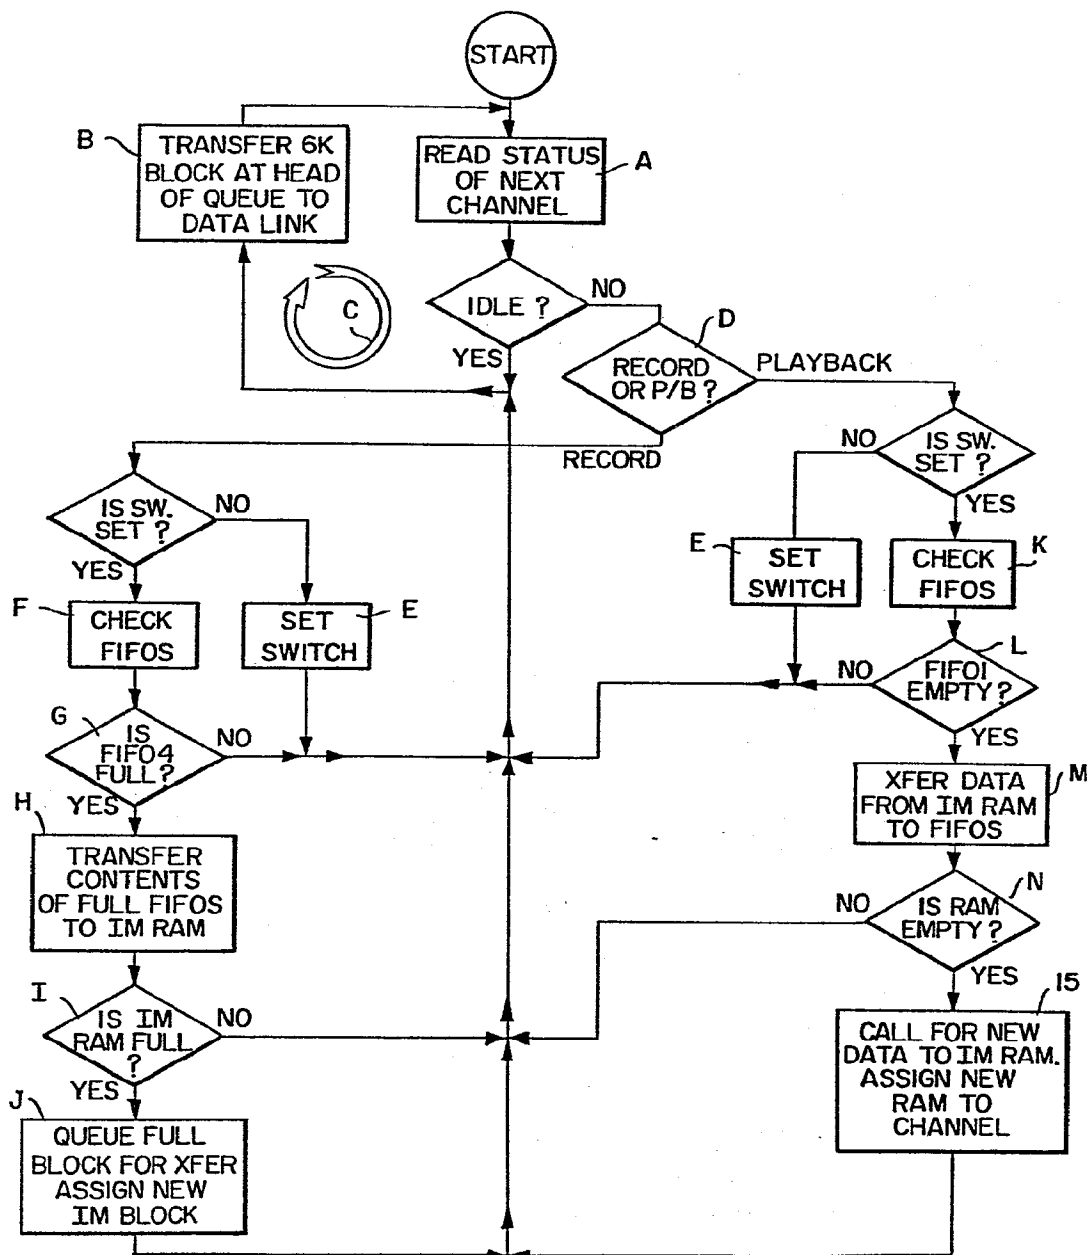 START
B
TRANSFER 6K
BLOCK AT HEAD
OF QUEUE TO
DATA LINK
READ STATUS
OF NEXT
CHANNEL
A
C
IDLE ?
NO
YES
D
RECORD
OR P/B ?
PLAYBACK
RECORD
IS SW.
SET ?
NO
YES
F
CHECK
FIFOS
SET
SWITCH
E
G
IS
FIFO4
FULL?
NO
YES
H
TRANSFER
CONTENTS
OF FULL FIFOS
TO IM RAM
I
IS IM
RAM FULL
?
NO
YES
J
QUEUE FULL
BLOCK FOR XFER
ASSIGN NEW
IM BLOCK
NO
IS SW.
SET ?
YES
E
SET
SWITCH
CHECK
FIFOS
K
L
NO
FIFO1
EMPTY?
YES
XFER DATA
FROM IM RAM
TO FIFOS
M
N
NO
IS RAM
EMPTY?
YES
15
CALL FOR NEW
DATA TO IM RAM.
ASSIGN NEW
RAM TO
CHANNEL